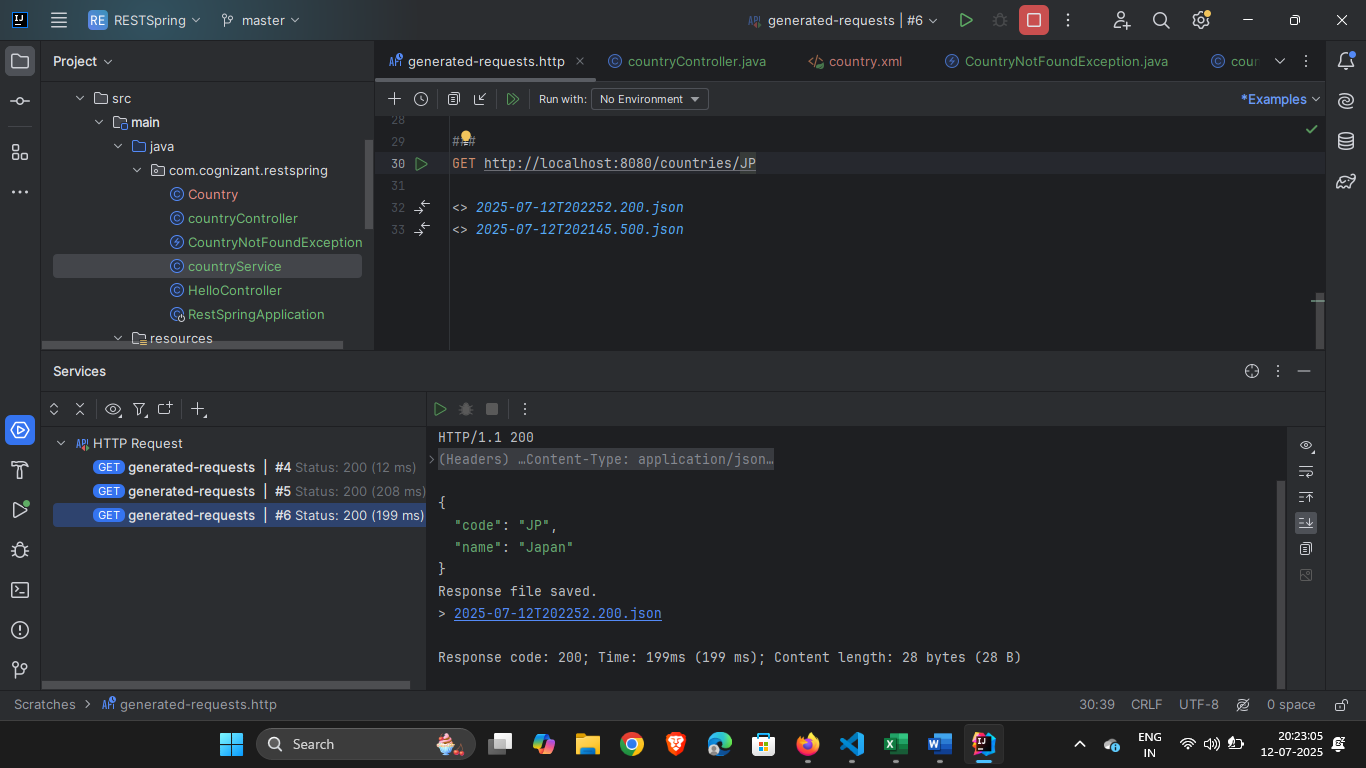 RE RESTSpring master generated-requests | #6
Project
generated-requests.http countryController.java country.xml CountryNotFoundException.java coun
Run with: No Environment *Examples
src
main
java
com.cognizant.restspring
Country
countryController
CountryNotFoundException
countryService
HelloController
RestSpringApplication
resources
28
29 ###
30 GET http://localhost:8080/countries/JP
31
32 <> 2025-07-12T202252.200.json
33 <> 2025-07-12T202145.500.json
Services
API HTTP Request
GET generated-requests | #4 Status: 200 (12 ms)
GET generated-requests | #5 Status: 200 (208 ms)
GET generated-requests | #6 Status: 200 (199 ms)
HTTP/1.1 200
(Headers) …Content-Type: application/json…
{
"code": "JP",
"name": "Japan"
}
Response file saved.
> 2025-07-12T202252.200.json
Response code: 200; Time: 199ms (199 ms); Content length: 28 bytes (28 B)
Scratches > generated-requests.http 30:39 CRLF UTF-8 0 space
Search
ENG
IN
20:23:05
12-07-2025